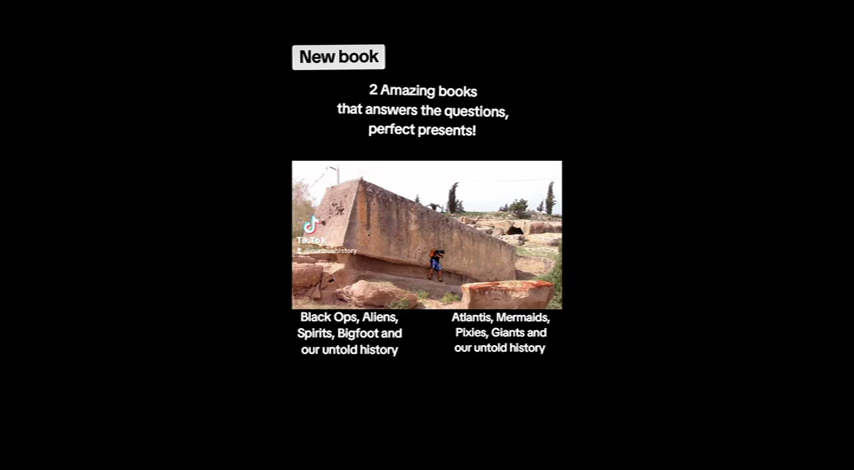 New book
2 Amazing books
that answers the questions,
perfect presents!
TikTok
Black Ops, Aliens,
Spirits, Bigfoot and
our untold history
Atlantis, Mermaids,
Pixies, Giants and
our untold history